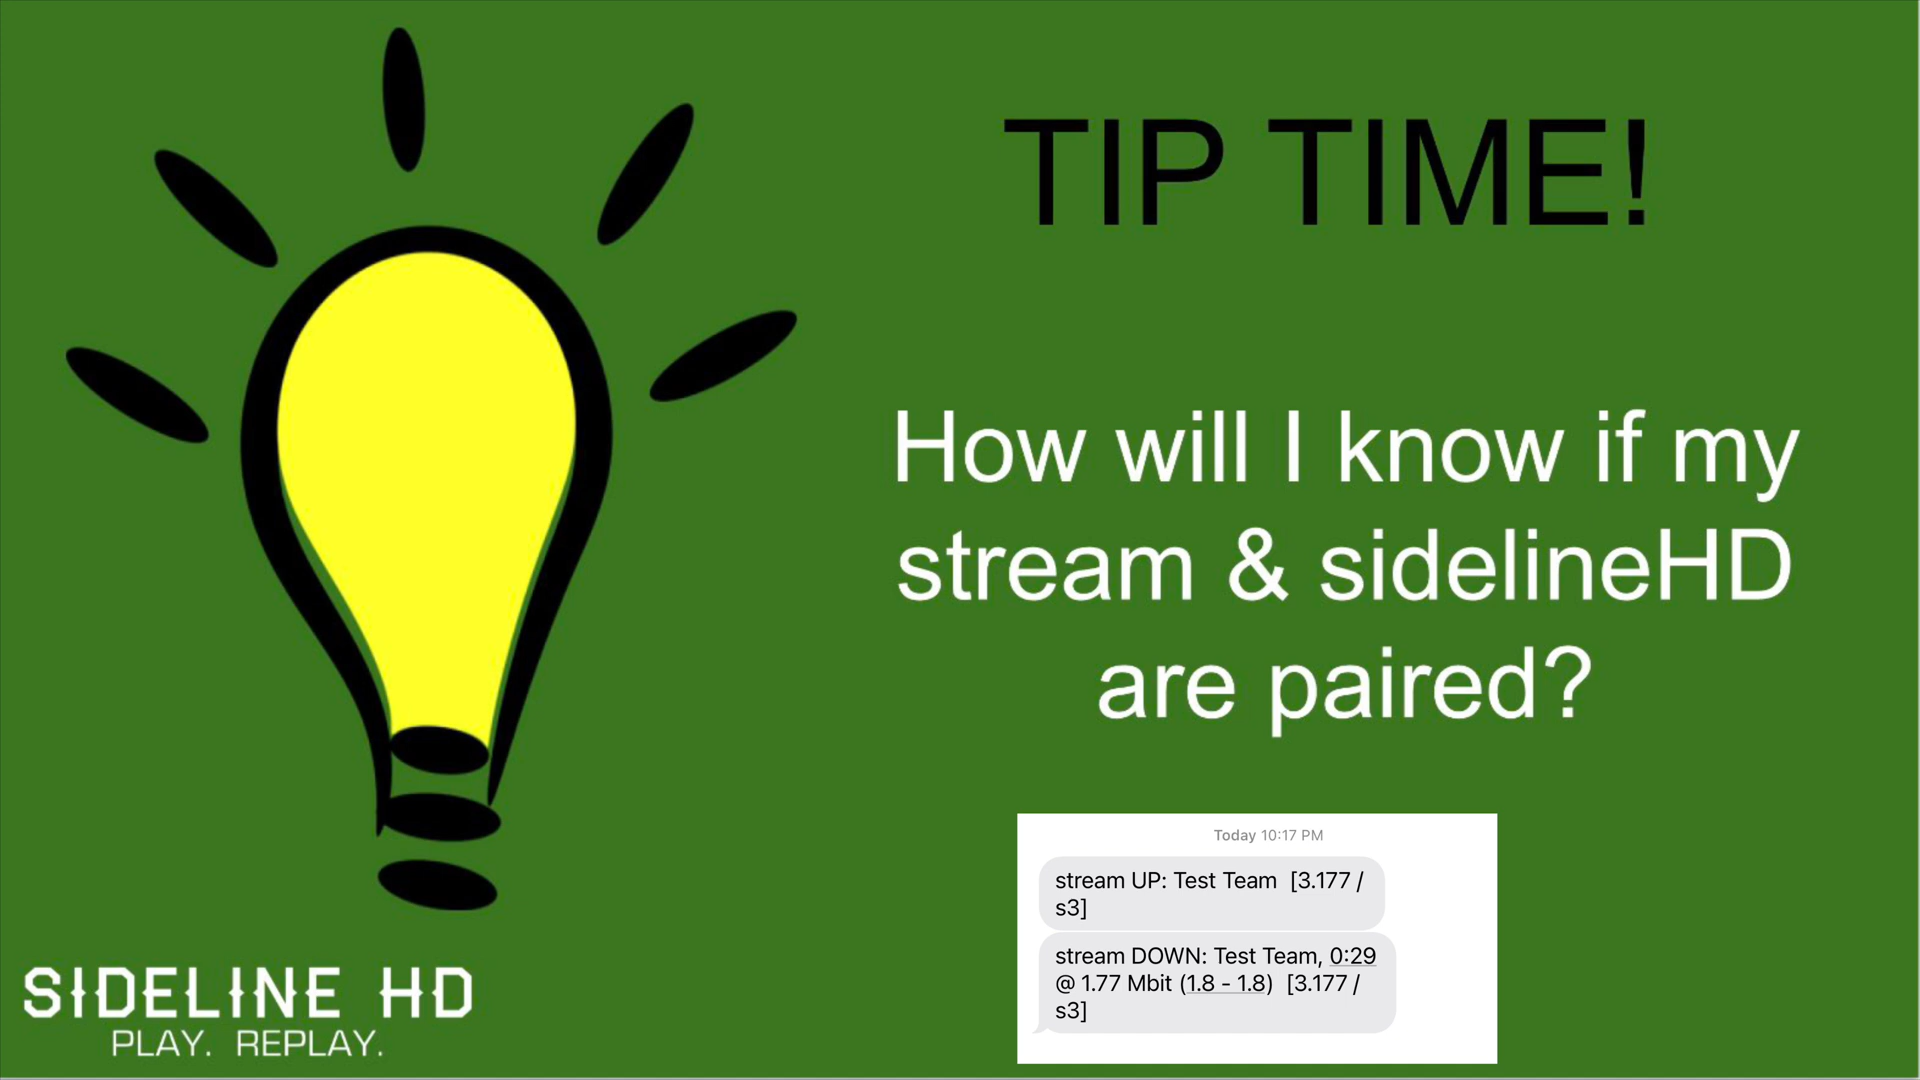 TIP TIME!
How will I know if my
stream & sidelineHD
are paired?
Today 10:17 PM
stream UP: Test Team  [3.177 /
s3]
stream DOWN: Test Team, 0:29
@ 1.77 Mbit (1.8 - 1.8)  [3.177 /
s3]
SIDELINE HD
PLAY. REPLAY.